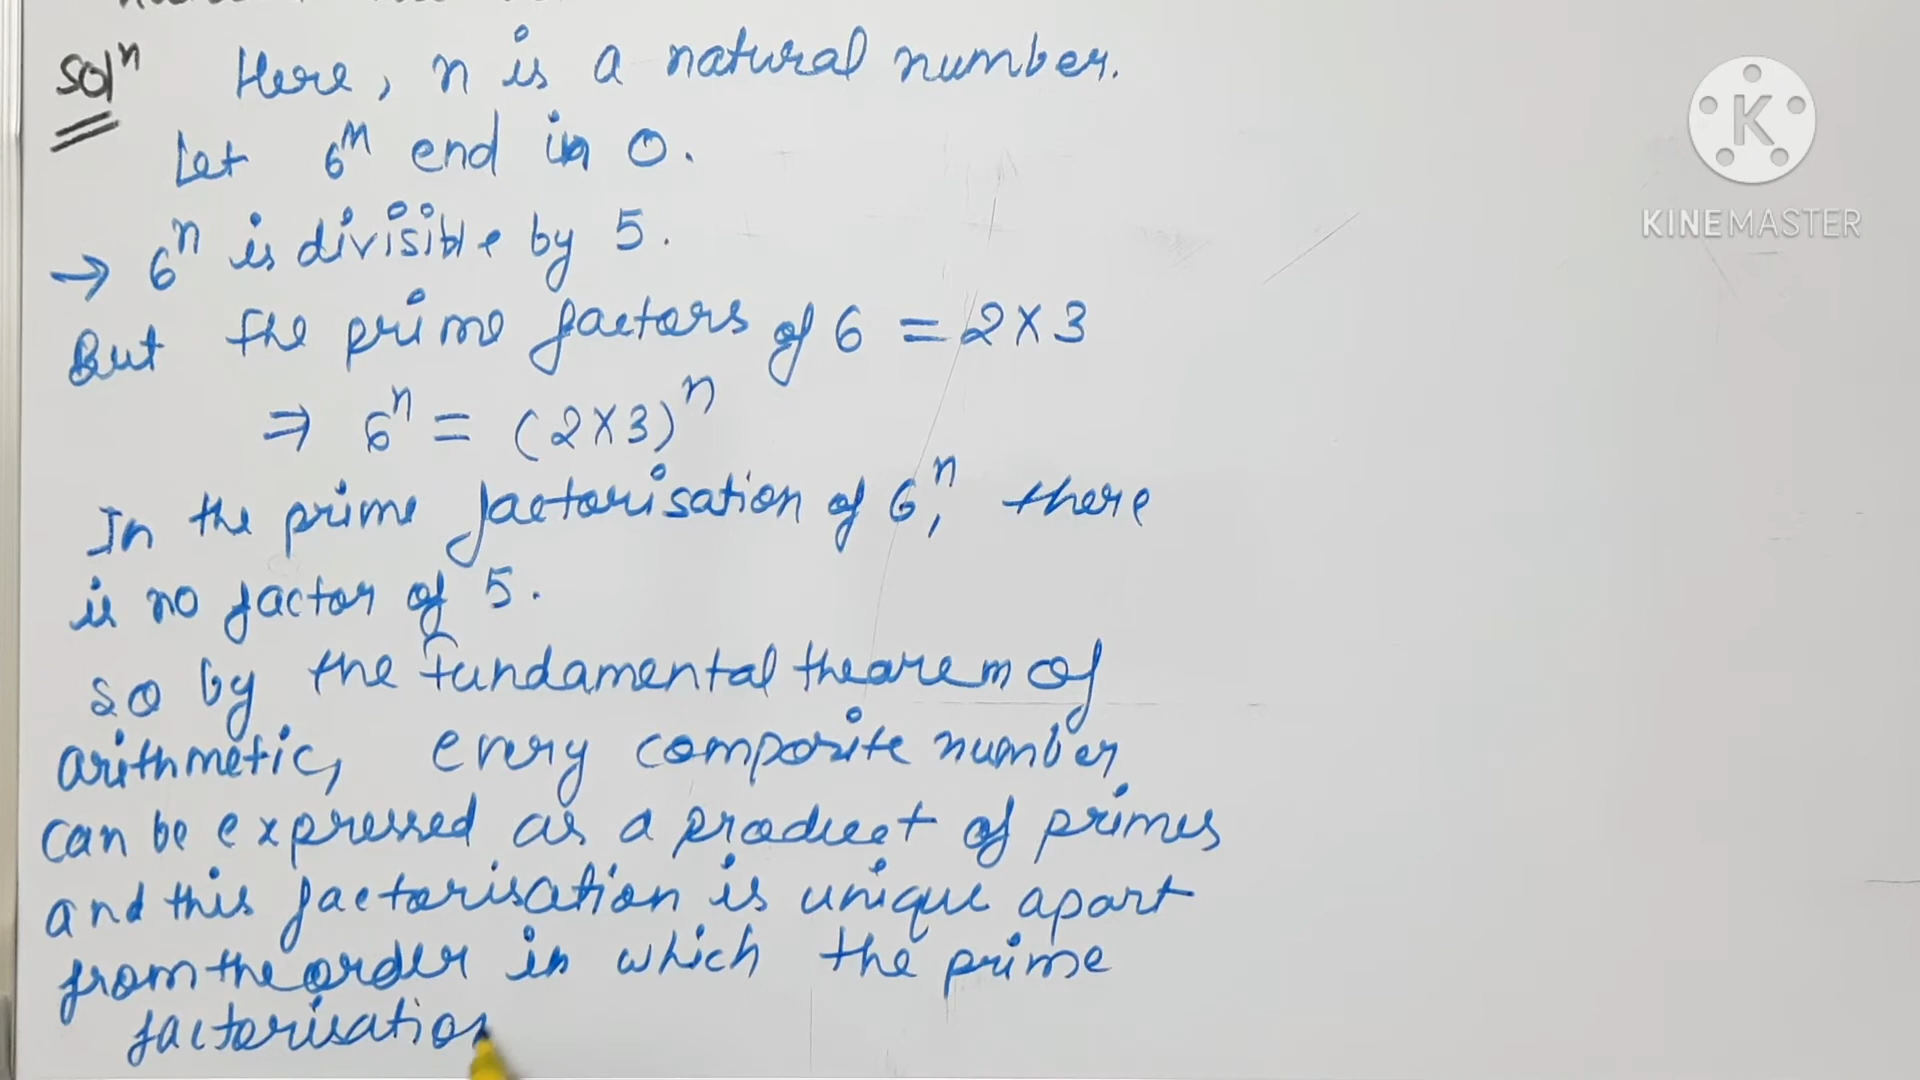 Solⁿ Here, n is a natural number.
Let 6ⁿ end in 0.
→ 6ⁿ is divisible by 5.
But the prime factors of 6 = 2×3
⇒ 6ⁿ = (2×3)ⁿ
In the prime factorisation of 6ⁿ, there
is no factor of 5.
so by the fundamental theorem of
arithmetic, every composite number
can be expressed as a product of primes
and this factorisation is unique apart
from the order in which the prime
factorisation
K
KINEMASTER